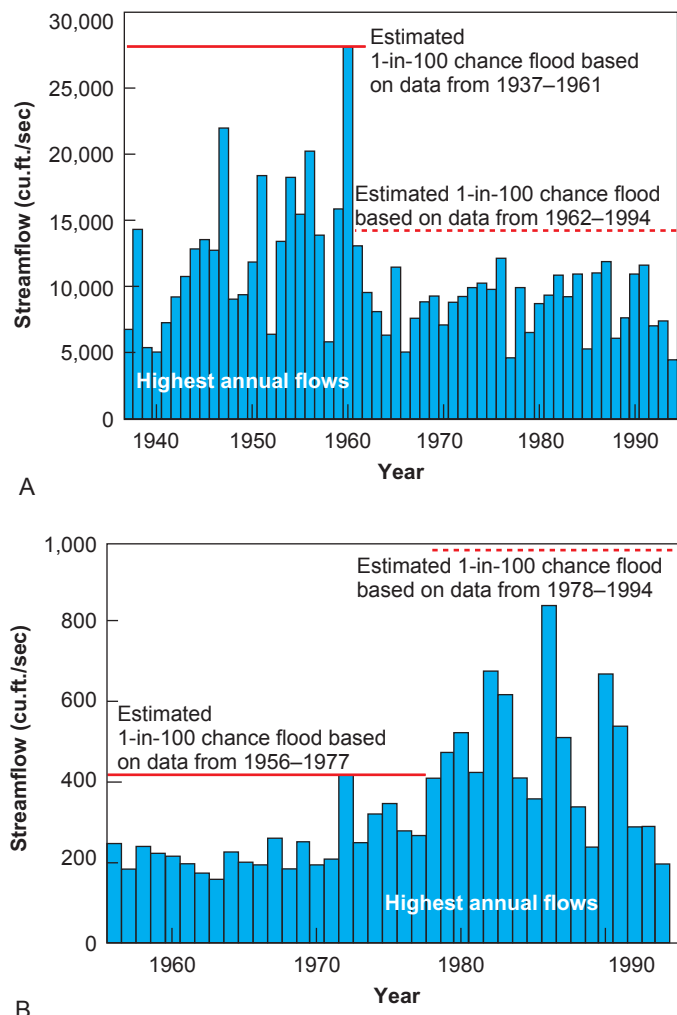 30,000
25,000
20,000
15,000
10,000
5,000
0
Streamflow (cu.ft./sec)
Estimated
1-in-100 chance flood based
on data from 1937–1961
Estimated 1-in-100 chance flood
based on data from 1962–1994
Highest annual flows
1940 1950 1960 1970 1980 1990
Year
A
1,000
800
600
400
200
0
Streamflow (cu.ft./sec)
Estimated 1-in-100 chance flood
based on data from 1978–1994
Estimated
1-in-100 chance flood based
on data from 1956–1977
Highest annual flows
1960 1970 1980 1990
Year
B